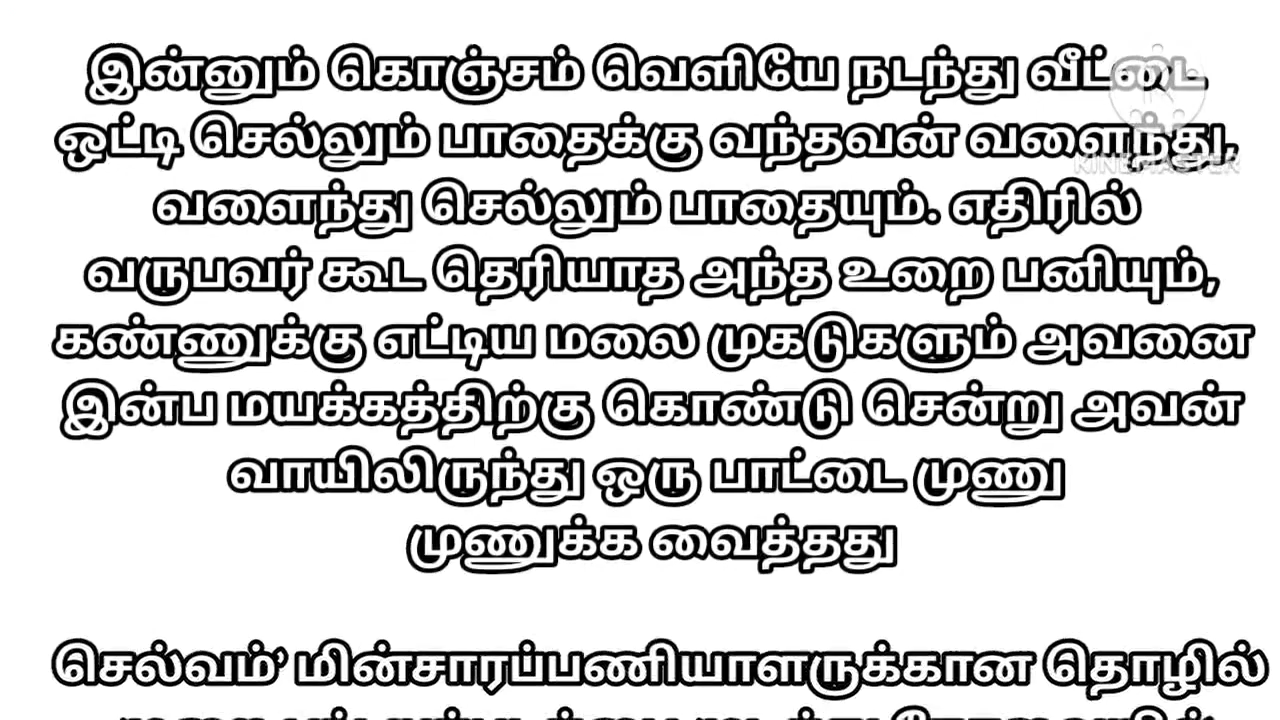 இன்னும் கொஞ்சம் வெளியே நடந்து வீட்டை
ஒட்டி செல்லும் பாதைக்கு வந்தவன் வளைந்து,
KINEMASTER
வளைந்து செல்லும் பாதையும். எதிரில்
வருபவர் கூட தெரியாத அந்த உறை பனியும்,
கண்ணுக்கு எட்டிய மலை முகடுகளும் அவனை
இன்ப மயக்கத்திற்கு கொண்டு சென்று அவன்
வாயிலிருந்து ஒரு பாட்டை முணு
முணுக்க வைத்தது
செல்வம்’ மின்சாரப்பணியாளருக்கான தொழில்